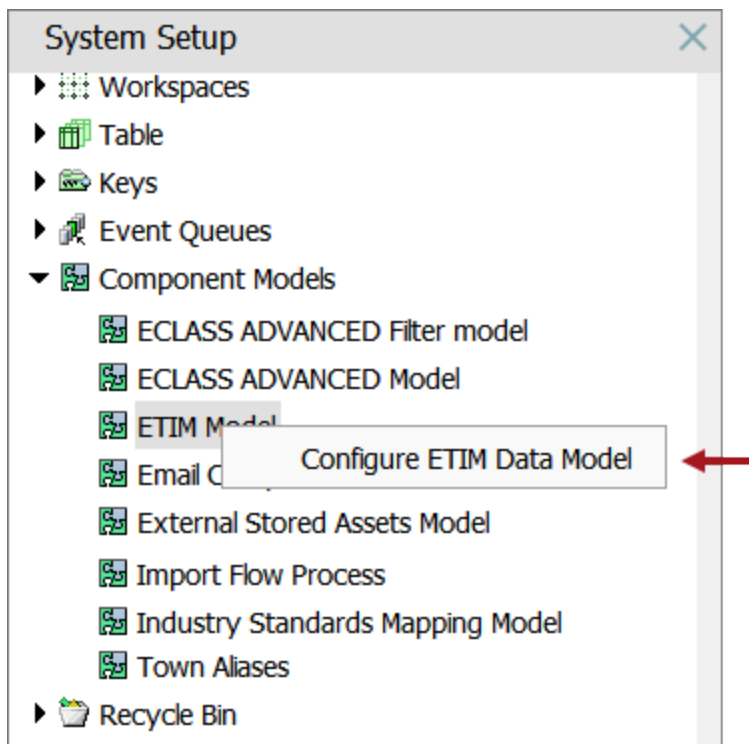 System Setup
Workspaces
Table
Keys
Event Queues
Component Models
ECLASS ADVANCED Filter model
ECLASS ADVANCED Model
ETIM Model
Configure ETIM Data Model
Email
External Stored Assets Model
Import Flow Process
Industry Standards Mapping Model
Town Aliases
Recycle Bin